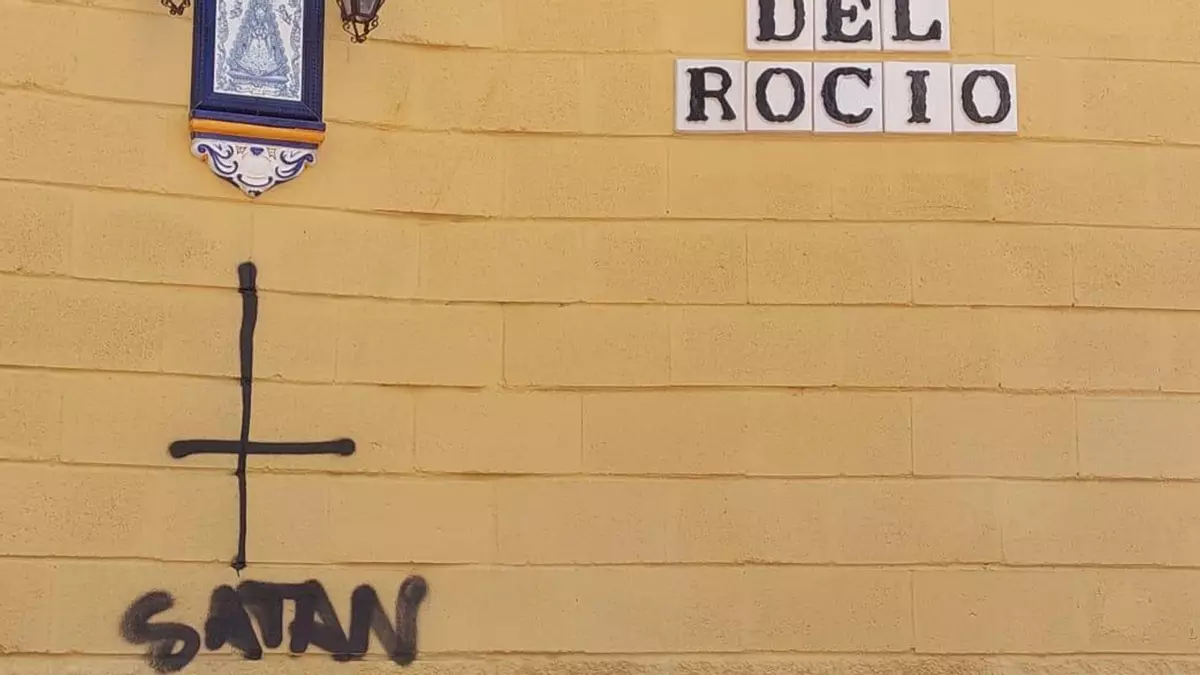 DEL
ROCIO
SATAN